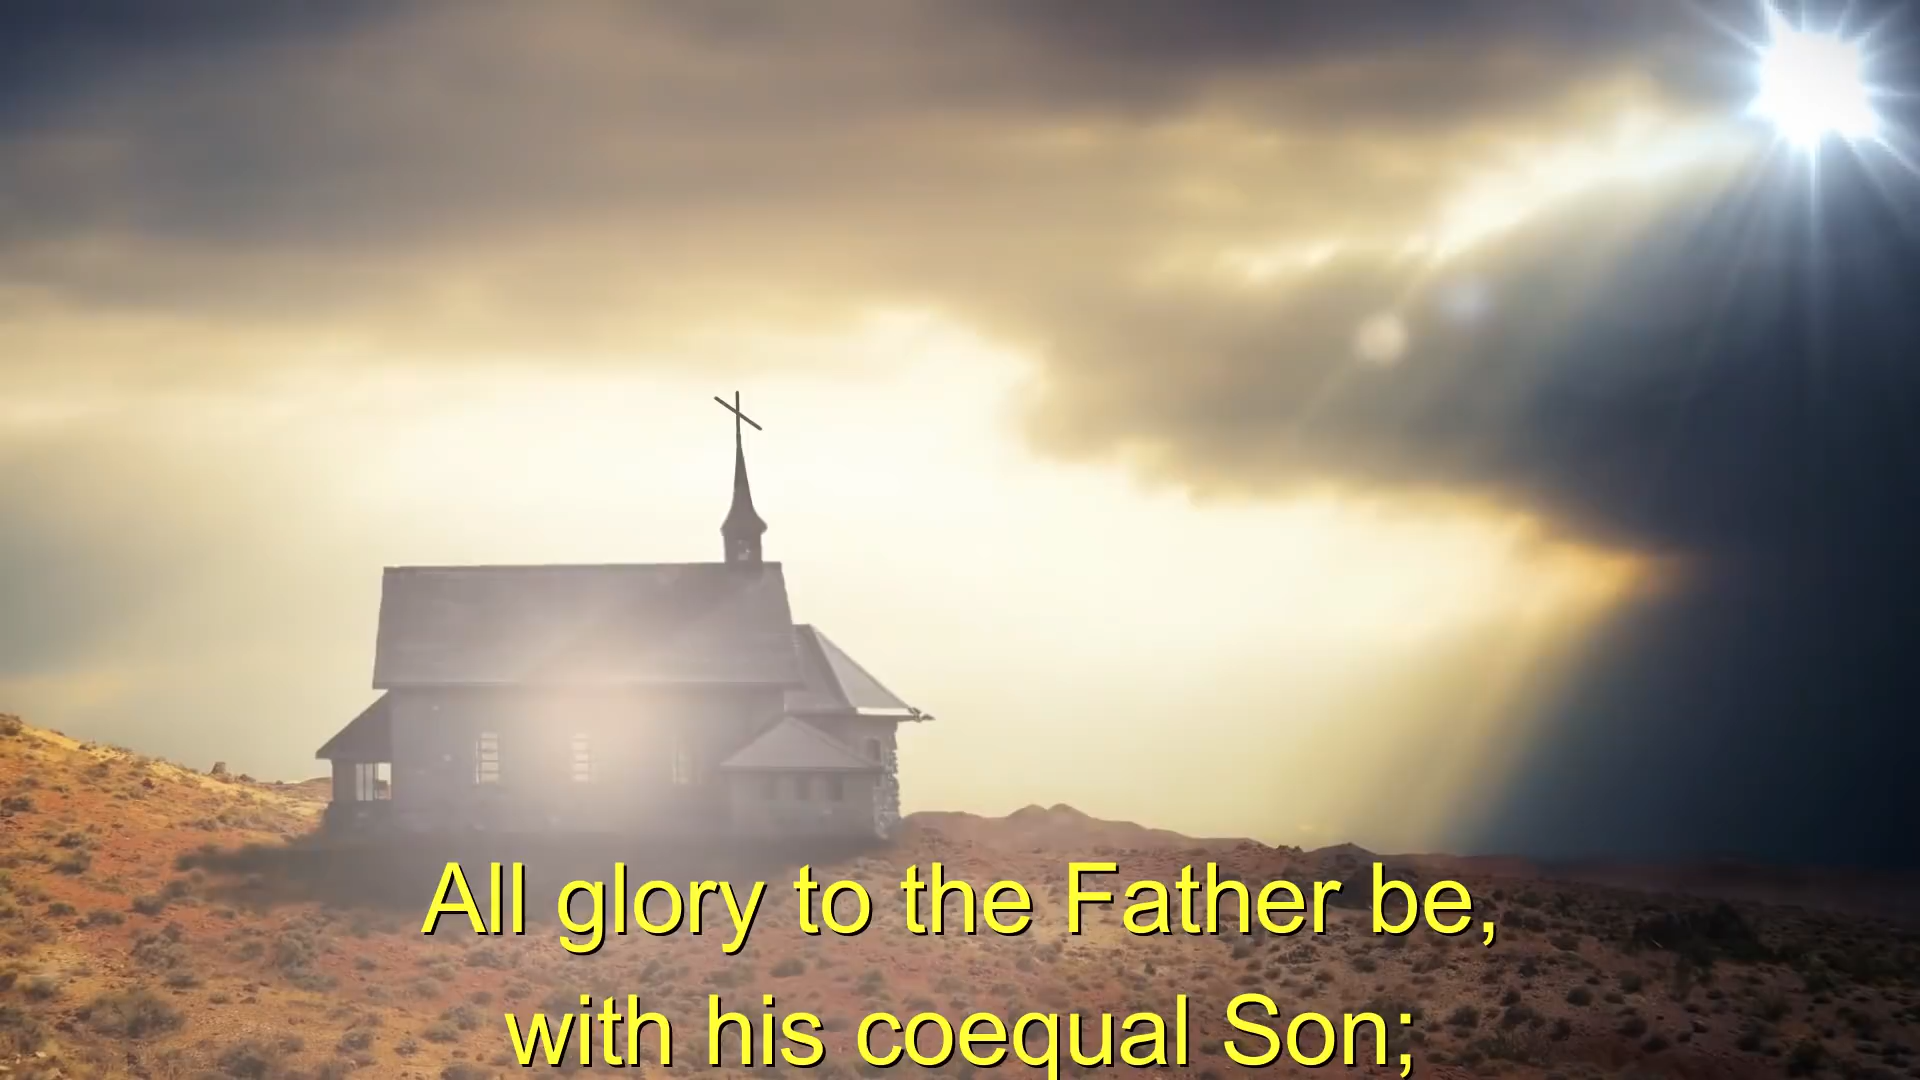 All glory to the Father be,
with his coequal Son;